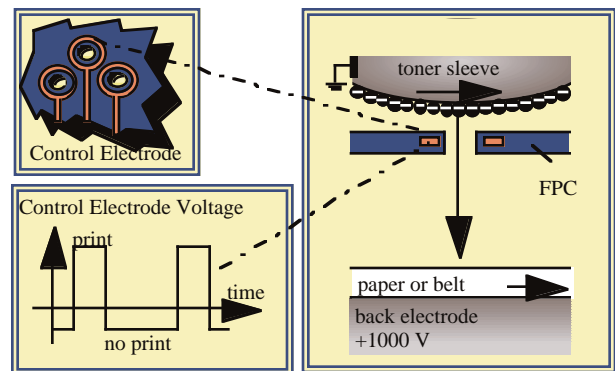 Control Electrode
Control Electrode Voltage
print
time
no print
toner sleeve
FPC
paper or belt
back electrode
+1000 V